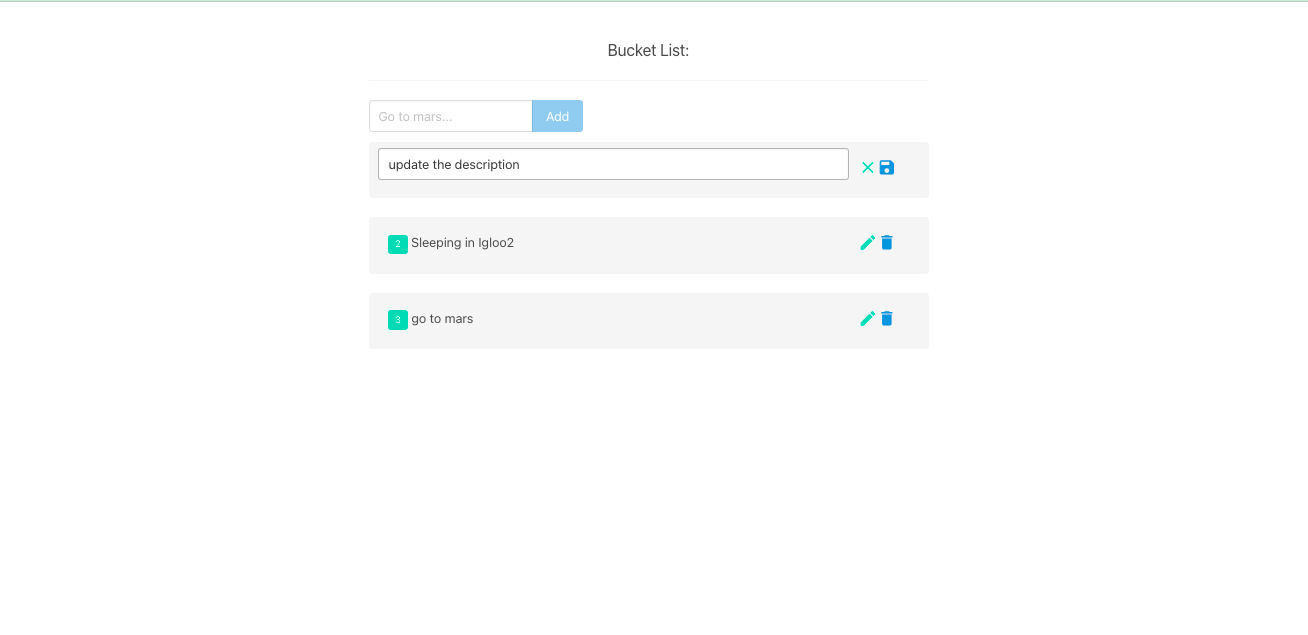 Bucket List:
Go to mars...
Add
update the description
2 Sleeping in Igloo2
3 go to mars